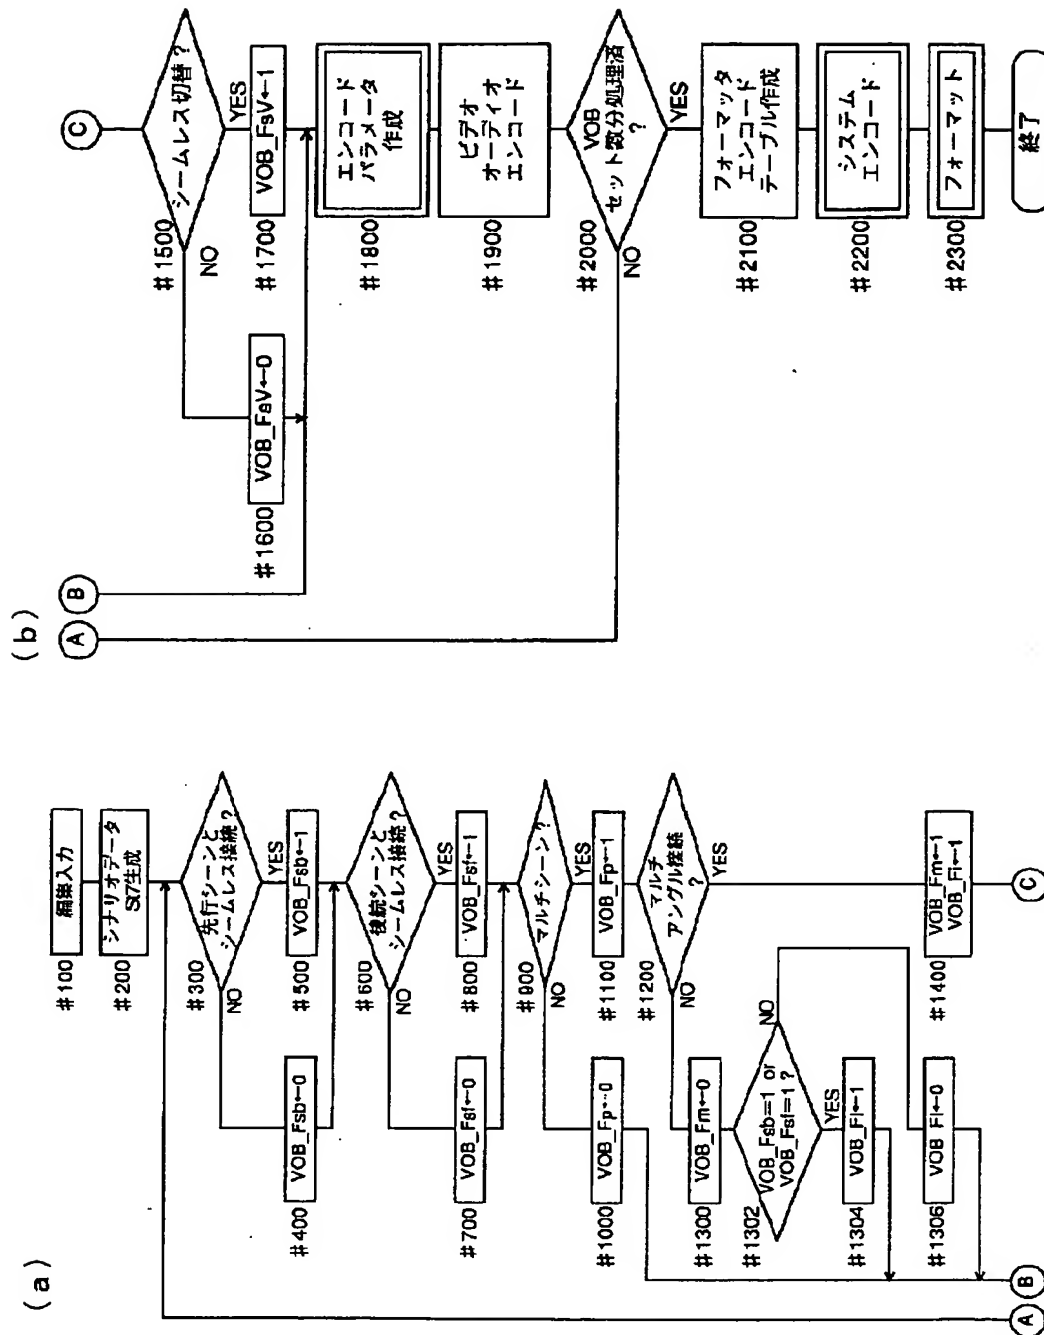 (a)
#100
編集入力
#200
シナリオデータ
St7生成
#300
先行シーンと
シームレス接続?
NO
YES
#400
VOB_Fsb←0
#500
VOB_Fsb←1
#600
後続シーンと
シームレス接続?
NO
YES
#700
VOB_Fsf←0
#800
VOB_Fsf←1
#900
マルチシーン?
NO
YES
#1000
VOB_Fp←0
#1100
VOB_Fp←1
#1200
マルチ
アングル接続
?
NO
YES
#1300
VOB_Fm←0
#1302
VOB_Fsb=1 or
VOB_Fsf=1 ?
NO
YES
#1304
VOB_Fi←1
#1306
VOB_Fi←0
#1400
VOB_Fm←1
VOB_Fi←1
A
B
C
(b)
A
B
C
#1500
シームレス切替?
NO
YES
#1600
VOB_FsV←0
#1700
VOB_FsV←1
#1800
エンコード
パラメータ
作成
#1900
ビデオ
オーディオ
エンコード
#2000
VOB
セット数分処理済
?
NO
YES
#2100
フォーマッタ
エンコード
テーブル作成
#2200
システム
エンコード
#2300
フォーマット
終了